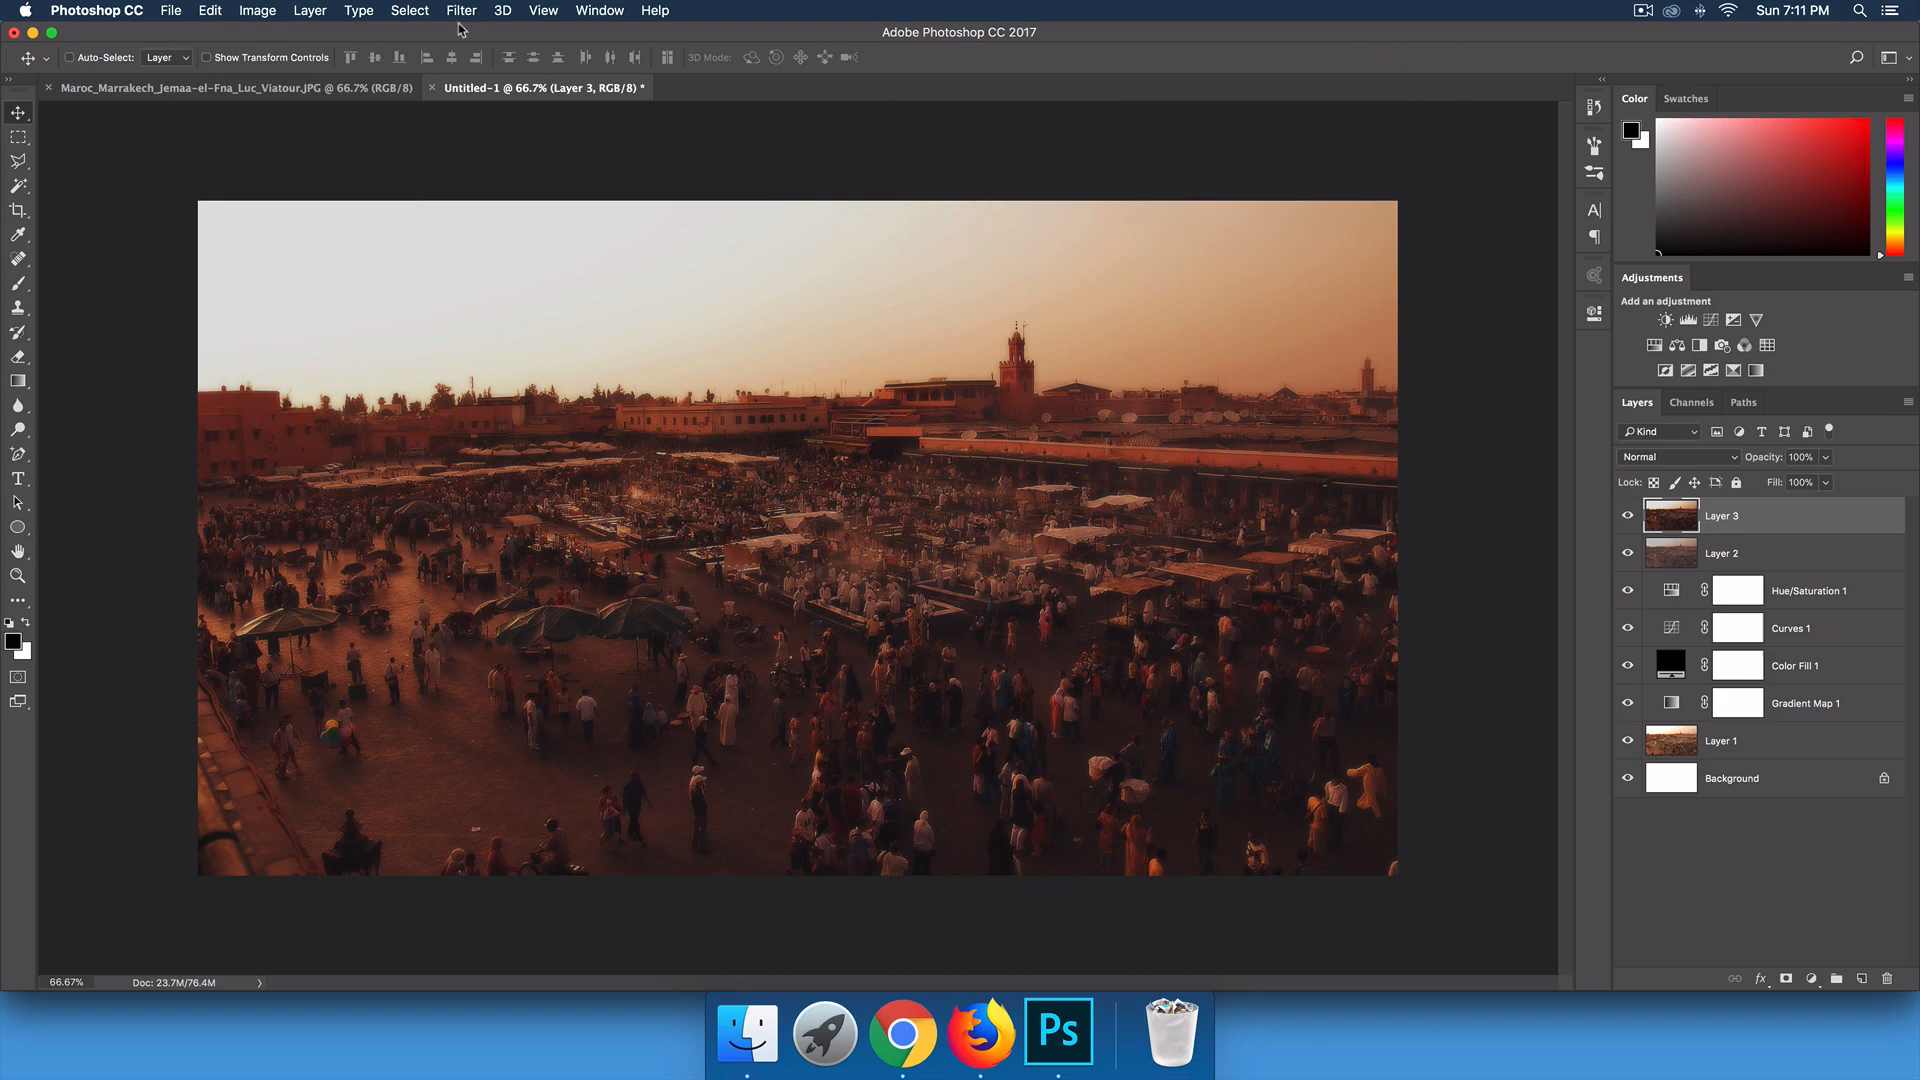 Photoshop CC File Edit Image Layer Type Select Filter 3D View Window Help Sun 7:11 PM
Adobe Photoshop CC 2017
Auto-Select: Layer Show Transform Controls 3D Mode:
Maroc_Marrakech_Jemaa-el-Fna_Luc_Viatour.JPG @ 66.7% (RGB/8) Untitled-1 @ 66.7% (Layer 3, RGB/8) *
Color Swatches
Adjustments
Add an adjustment
Layers Channels Paths
Kind
Normal Opacity: 100%
Lock: Fill: 100%
Layer 3
Layer 2
Hue/Saturation 1
Curves 1
Color Fill 1
Gradient Map 1
Layer 1
Background
fx
66.67% Doc: 23.7M/76.4M
Ps